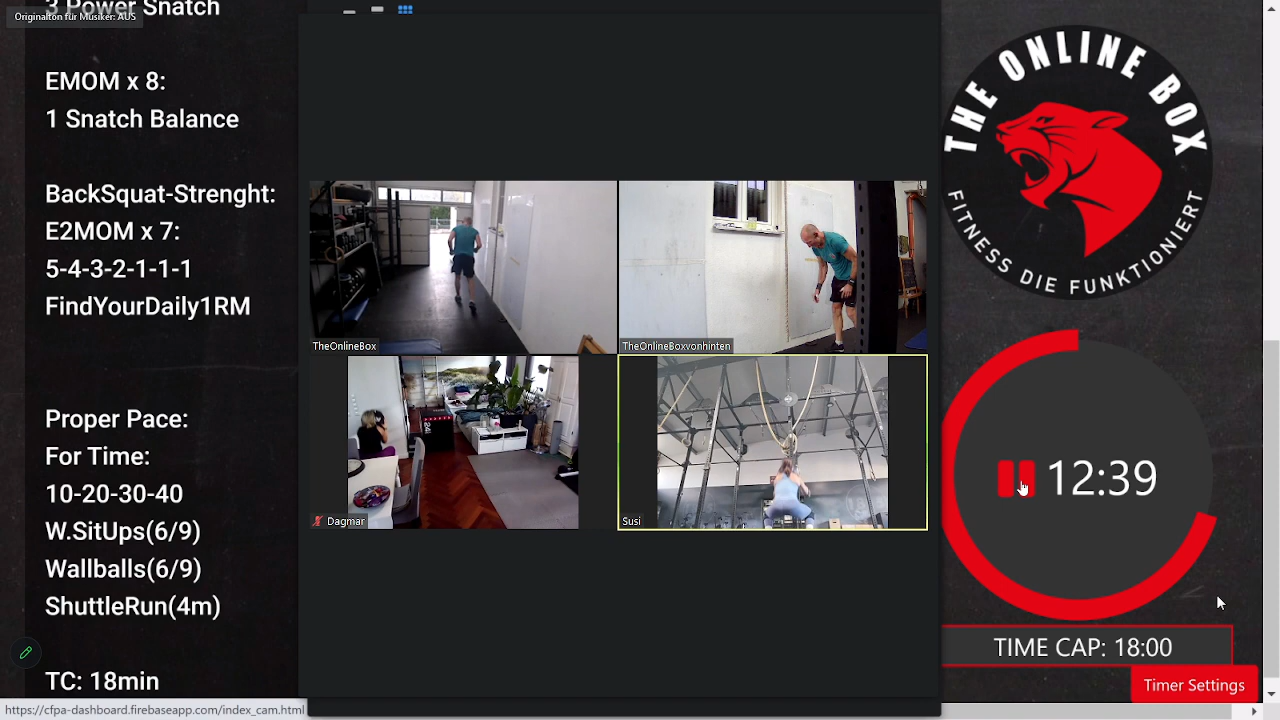 3 Power Snatch
Originalton für Musiker: AUS
EMOM x 8:
1 Snatch Balance
BackSquat-Strenght:
E2MOM x 7:
5-4-3-2-1-1-1
FindYourDaily1RM
Proper Pace:
For Time:
10-20-30-40
W.SitUps(6/9)
Wallballs(6/9)
ShuttleRun(4m)
TC: 18min
https://cfpa-dashboard.firebaseapp.com/index_cam.html
TheOnlineBox
TheOnlineBoxvonhinten
24
Dagmar
Susi
THE ONLINE BOX
FITNESS DIE FUNKTIONIERT
12:39
TIME CAP: 18:00
Timer Settings